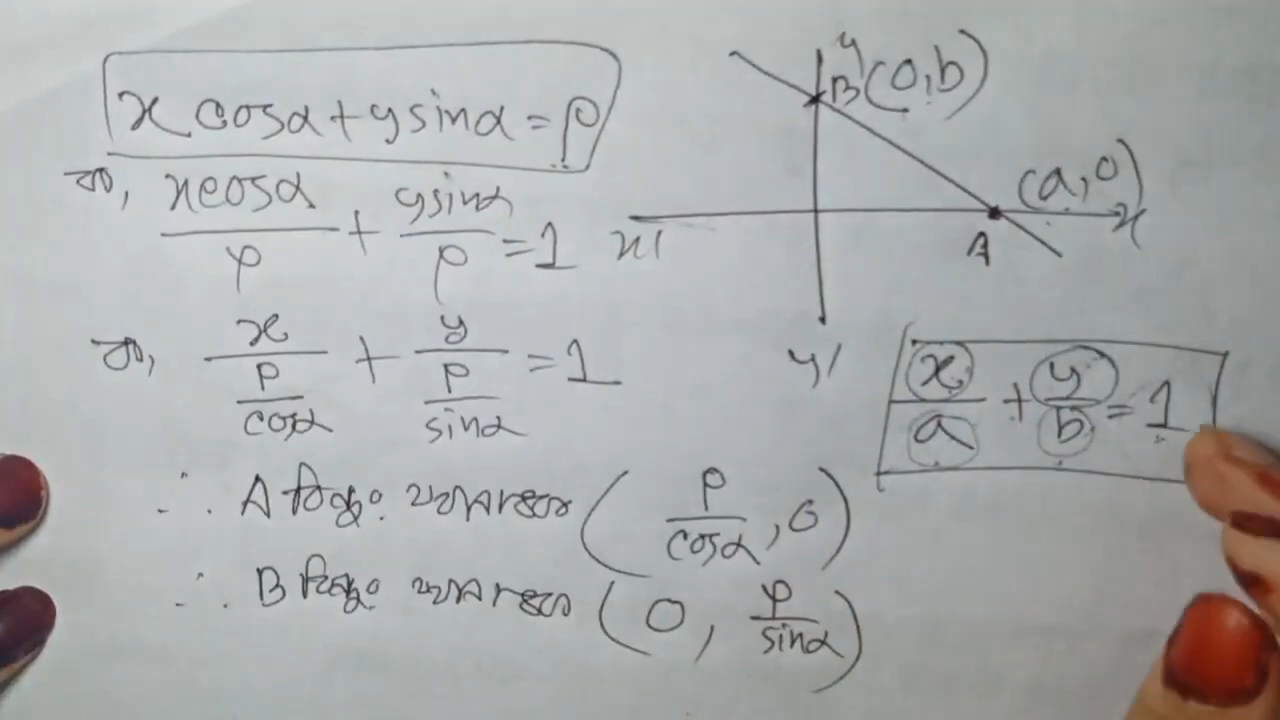 x cosα + y sinα = p
বা, x cosα / p + y sinα / p = 1
বা, x / (p / cosα) + y / (p / sinα) = 1
∴ A বিন্দুর স্থানাঙ্ক (p / cosα, 0)
∴ B বিন্দুর স্থানাঙ্ক (0, p / sinα)
y
B(0,b)
(a,0)
x′
A
x
y′
x / a + y / b = 1